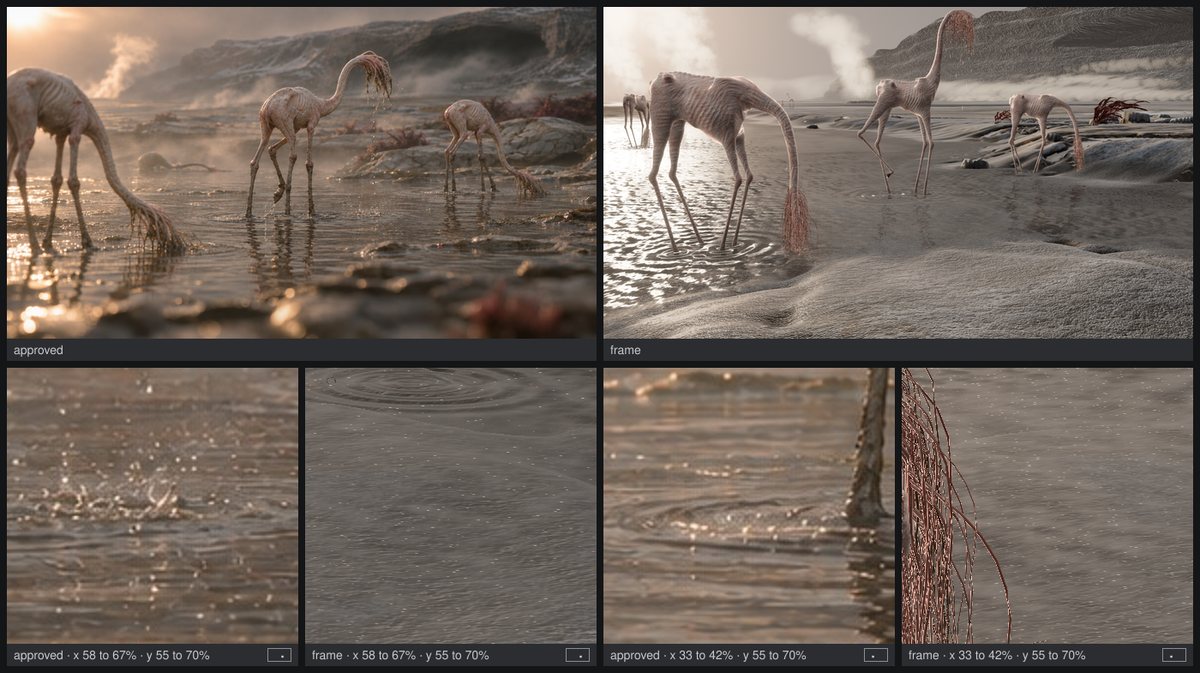 approved
frame
approved · x 58 to 67% · y 55 to 70%
frame · x 58 to 67% · y 55 to 70%
approved · x 33 to 42% · y 55 to 70%
frame · x 33 to 42% · y 55 to 70%